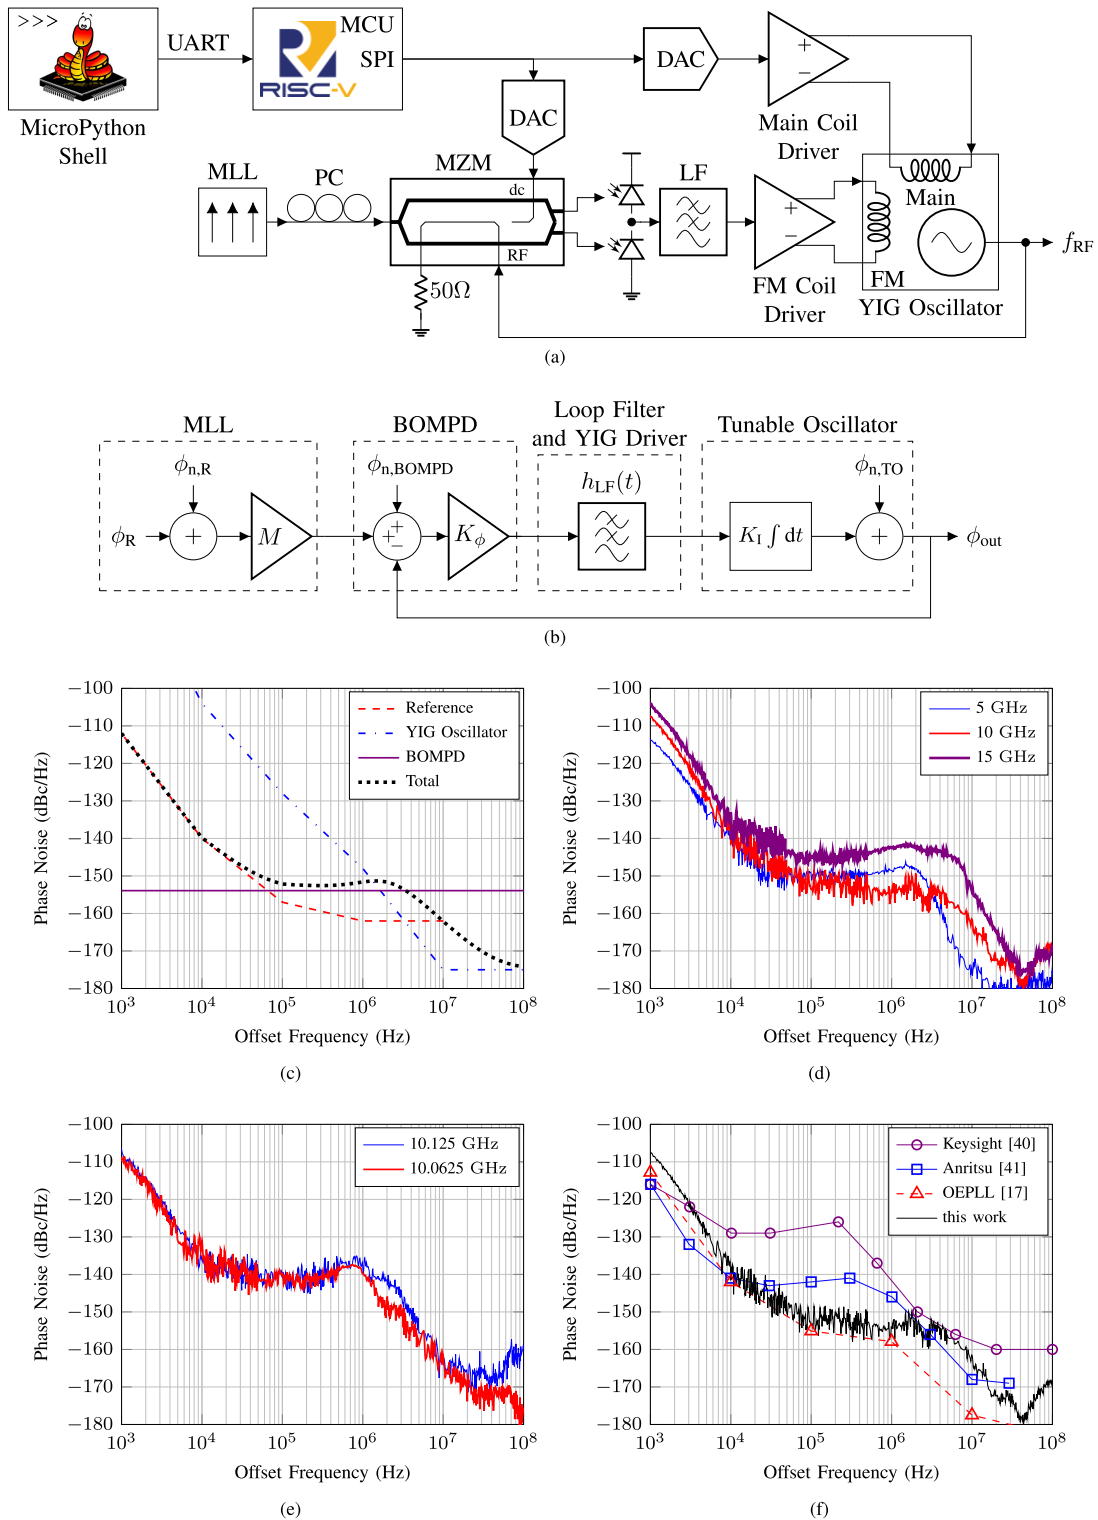 >>>
MicroPython
Shell
UART
MCU
SPI
RISC-V
DAC
DAC
Main Coil
Driver
MLL
PC
MZM
dc
RF
50Ω
LF
FM Coil
Driver
Main
FM
YIG Oscillator
f_RF
(a)
MLL
BOMPD
Loop Filter
and YIG Driver
Tunable Oscillator
ϕ_n,R
ϕ_n,BOMPD
h_LF(t)
ϕ_n,TO
ϕ_R
+
M
+
+
−
K_ϕ
K_I ∫ dt
+
ϕ_out
(b)
Phase Noise (dBc/Hz)
−100
−110
−120
−130
−140
−150
−160
−170
−180
10^3 10^4 10^5 10^6 10^7 10^8
Offset Frequency (Hz)
Reference
YIG Oscillator
BOMPD
Total
(c)
Phase Noise (dBc/Hz)
−100
−110
−120
−130
−140
−150
−160
−170
−180
10^3 10^4 10^5 10^6 10^7 10^8
Offset Frequency (Hz)
5 GHz
10 GHz
15 GHz
(d)
Phase Noise (dBc/Hz)
−100
−110
−120
−130
−140
−150
−160
−170
−180
10^3 10^4 10^5 10^6 10^7 10^8
Offset Frequency (Hz)
10.125 GHz
10.0625 GHz
(e)
Phase Noise (dBc/Hz)
−100
−110
−120
−130
−140
−150
−160
−170
−180
10^3 10^4 10^5 10^6 10^7 10^8
Offset Frequency (Hz)
Keysight [40]
Anritsu [41]
OEPLL [17]
this work
(f)